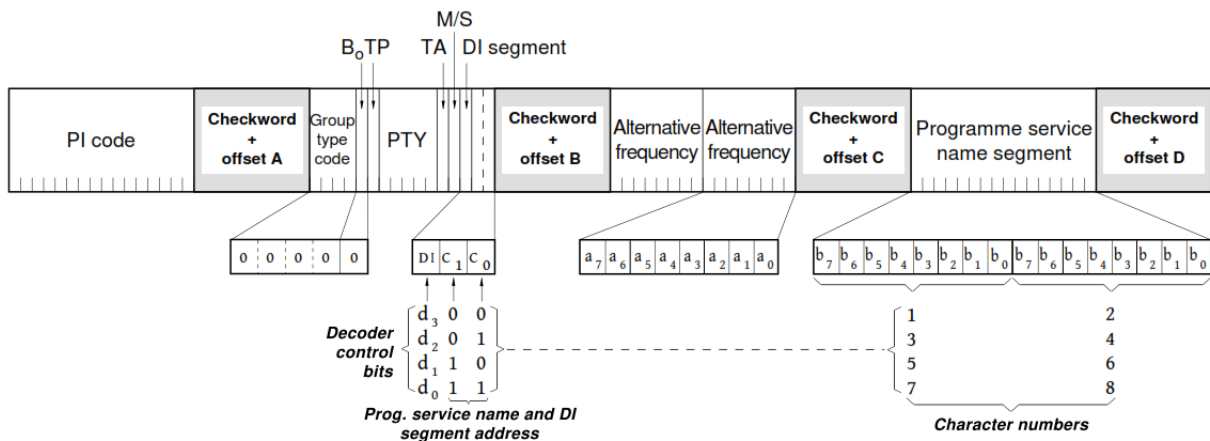 M/S
B₀ TP TA DI segment
PI code
Checkword
+
offset A
Group
type
code
PTY
Checkword
+
offset B
Alternative
frequency
Alternative
frequency
Checkword
+
offset C
Programme service
name segment
Checkword
+
offset D
0 0 0 0 0
DI C₁ C₀
a₇ a₆ a₅ a₄ a₃ a₂ a₁ a₀
b₇ b₆ b₅ b₄ b₃ b₂ b₁ b₀ b₇ b₆ b₅ b₄ b₃ b₂ b₁ b₀
Decoder
control
bits
d₃ 0 0
d₂ 0 1
d₁ 1 0
d₀ 1 1
1 2
3 4
5 6
7 8
Prog. service name and DI
segment address
Character numbers